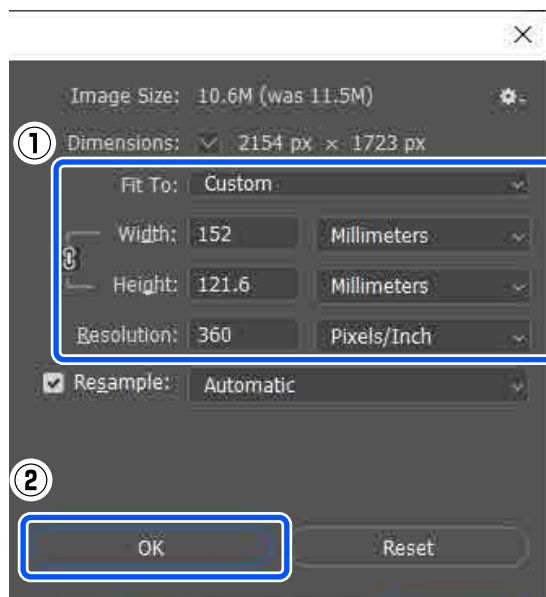 Image Size: 10.6M (was 11.5M)
① Dimensions: 2154 px × 1723 px
Fit To: Custom
Width: 152 Millimeters
Height: 121.6 Millimeters
Resolution: 360 Pixels/Inch
Resample: Automatic
②
OK Reset